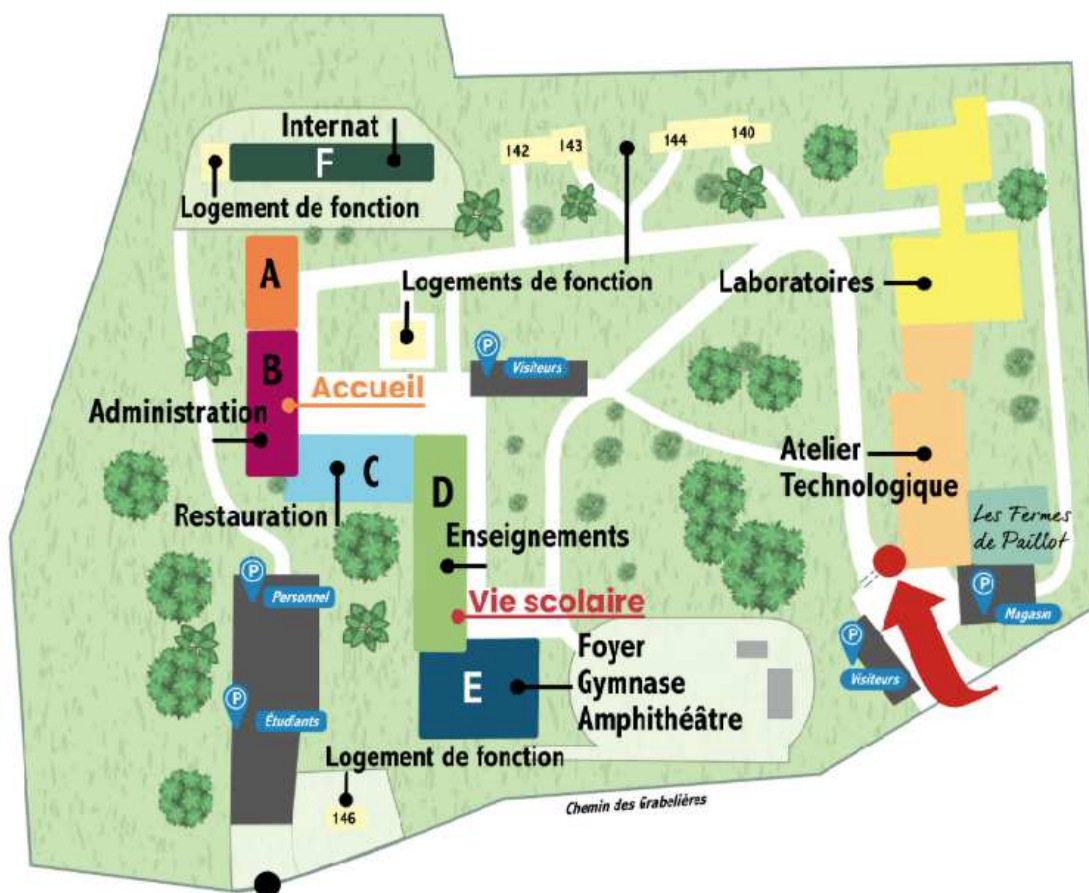 Internat
F
Logement de fonction
142
143
144
140
A
Logements de fonction
Laboratoires
B
P
Visiteurs
Accueil
Administration
C
D
Restauration
Enseignements
Atelier
Technologique
Les Fermes
de Paillot
P
Personnel
Vie scolaire
P
Magasin
P
Visiteurs
E
Foyer
Gymnase
Amphithéâtre
P
Étudiants
Logement de fonction
146
Chemin des Grabelières